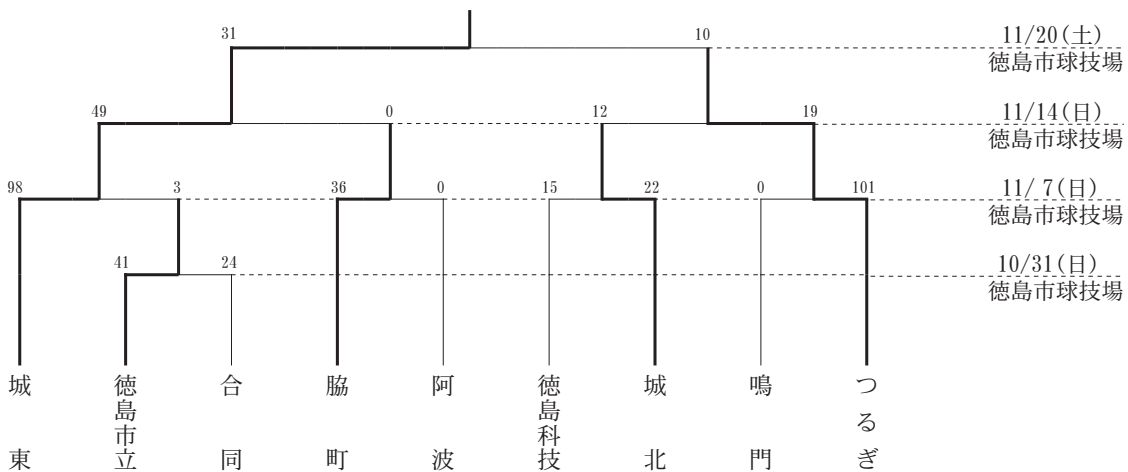 31 10 11/20(土)
徳島市球技場
49 0 12 19 11/14(日)
徳島市球技場
98 3 36 0 15 22 0 101 11/ 7(日)
徳島市球技場
41 24 10/31(日)
徳島市球技場
城東
徳島市立
合同
脇町
阿波
徳島科技
城北
鳴門
つるぎ